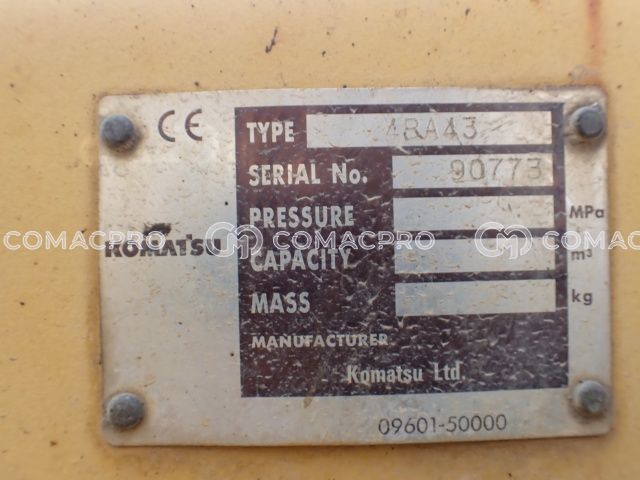 CE
TYPE 4BA43
SERIAL No. 90773
PRESSURE MPa
COMACPRO COMACPRO COMACPRO
KOMATSU
CAPACITY m³
MASS kg
MANUFACTURER
Komatsu Ltd.
09601-50000